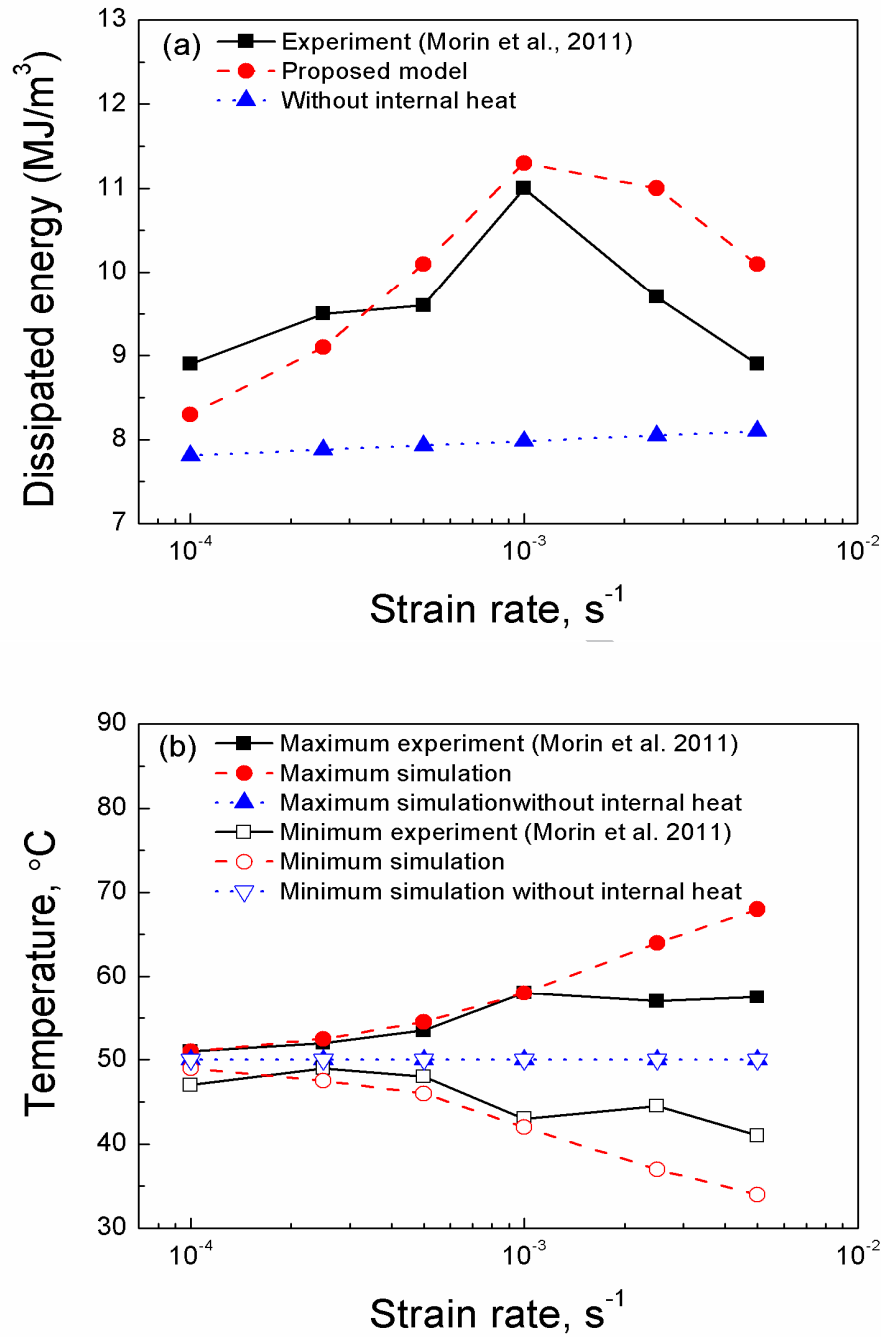 13
(a)
Experiment (Morin et al., 2011)
12
Proposed model
Without internal heat
11
10
9
8
7
Dissipated energy (MJ/m³)
10⁻⁴
10⁻³
10⁻²
Strain rate, s⁻¹
90
(b)
Maximum experiment (Morin et al. 2011)
Maximum simulation
80
Maximum simulationwithout internal heat
Minimum experiment (Morin et al. 2011)
Minimum simulation
70
Minimum simulation without internal heat
60
50
40
30
Temperature, °C
10⁻⁴
10⁻³
10⁻²
Strain rate, s⁻¹